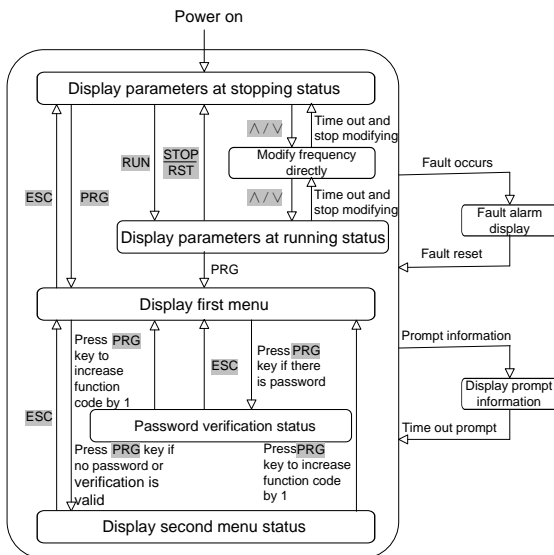 Power on
Display parameters at stopping status
Time out and
stop modifying
∧ / ∨
RUN
STOP
RST
Modify frequency
directly
Fault occurs
ESC
PRG
∧ / ∨
Time out and
stop modifying
Fault alarm
display
Display parameters at running status
Fault reset
PRG
Display first menu
Press PRG
key to
increase
function
code by 1
ESC
Press PRG
key if there
is password
Prompt information
Display prompt
information
ESC
Password verification status
Time out prompt
Press PRG key if
no password or
verification is
valid
Press PRG
key to increase
function code
by 1
Display second menu status